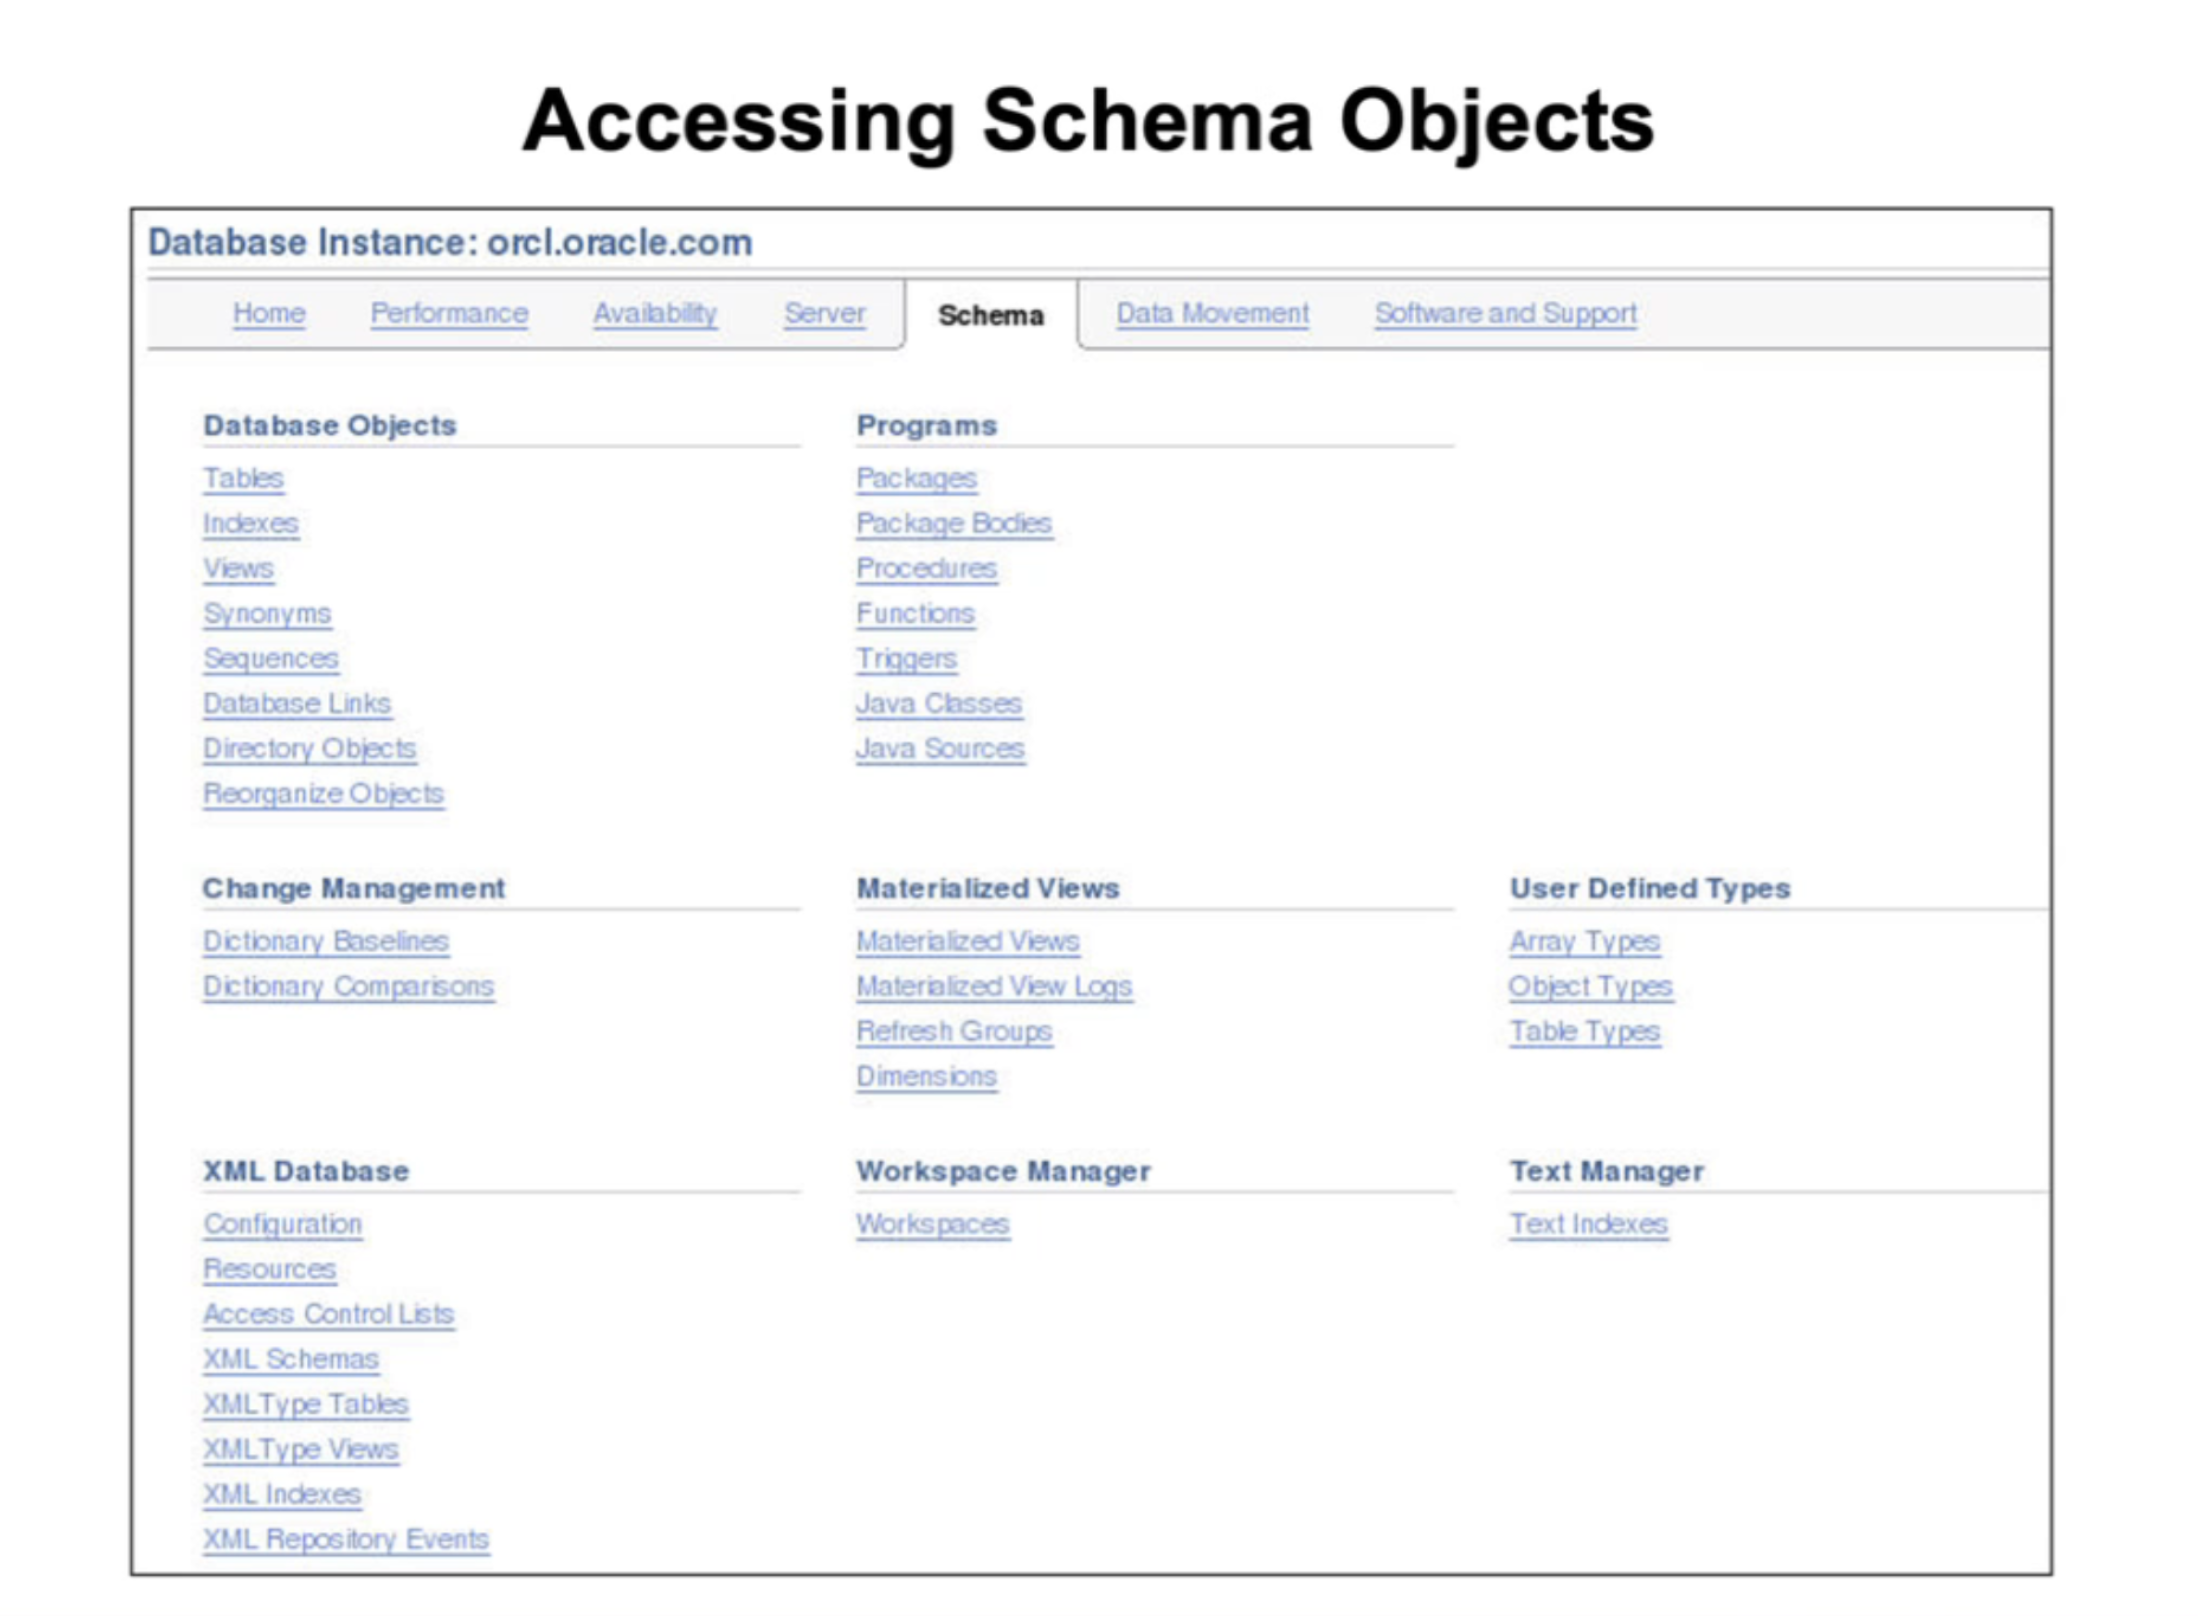 Accessing Schema Objects
Database Instance: orcl.oracle.com
Home Performance Availability Server Schema Data Movement Software and Support
Database Objects
Tables
Indexes
Views
Synonyms
Sequences
Database Links
Directory Objects
Reorganize Objects
Programs
Packages
Package Bodies
Procedures
Functions
Triggers
Java Classes
Java Sources
Change Management
Dictionary Baselines
Dictionary Comparisons
Materialized Views
Materialized Views
Materialized View Logs
Refresh Groups
Dimensions
User Defined Types
Array Types
Object Types
Table Types
XML Database
Configuration
Resources
Access Control Lists
XML Schemas
XMLType Tables
XMLType Views
XML Indexes
XML Repository Events
Workspace Manager
Workspaces
Text Manager
Text Indexes